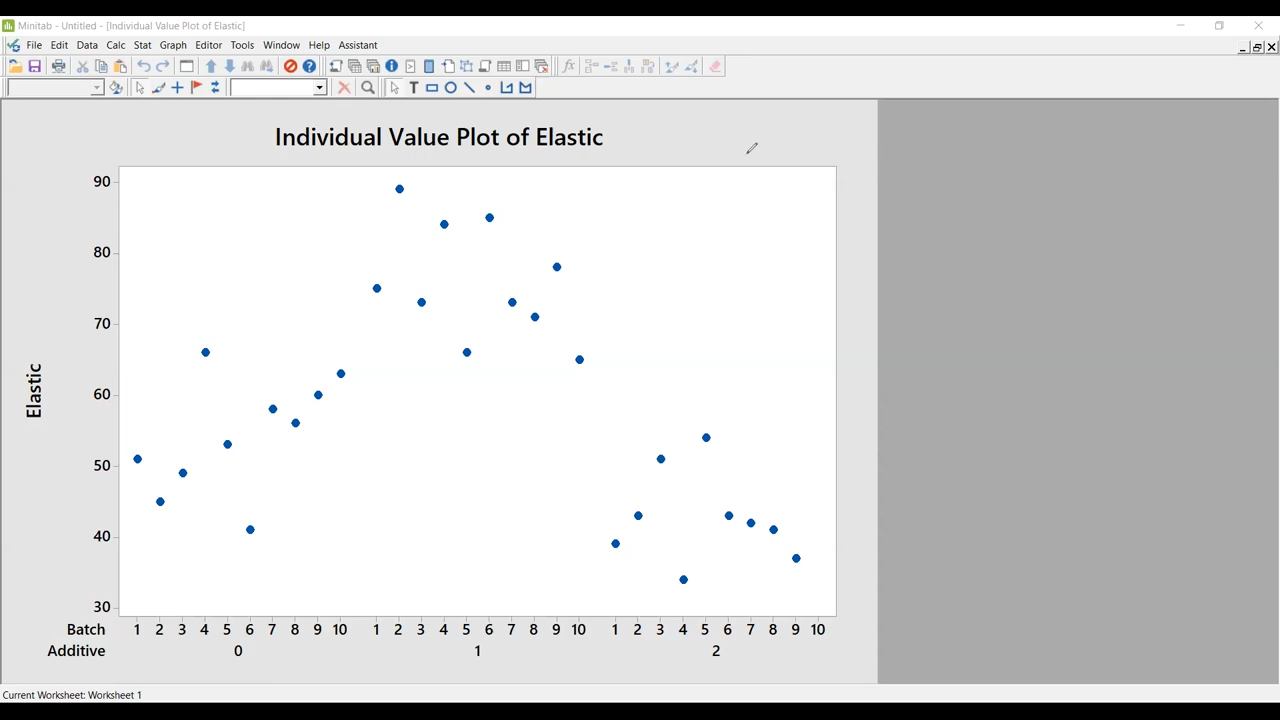 Minitab - Untitled - [Individual Value Plot of Elastic]
File Edit Data Calc Stat Graph Editor Tools Window Help Assistant
Individual Value Plot of Elastic
90
80
70
60
50
40
30
Elastic
Batch 1 2 3 4 5 6 7 8 9 10 1 2 3 4 5 6 7 8 9 10 1 2 3 4 5 6 7 8 9 10
Additive 0 1 2
Current Worksheet: Worksheet 1